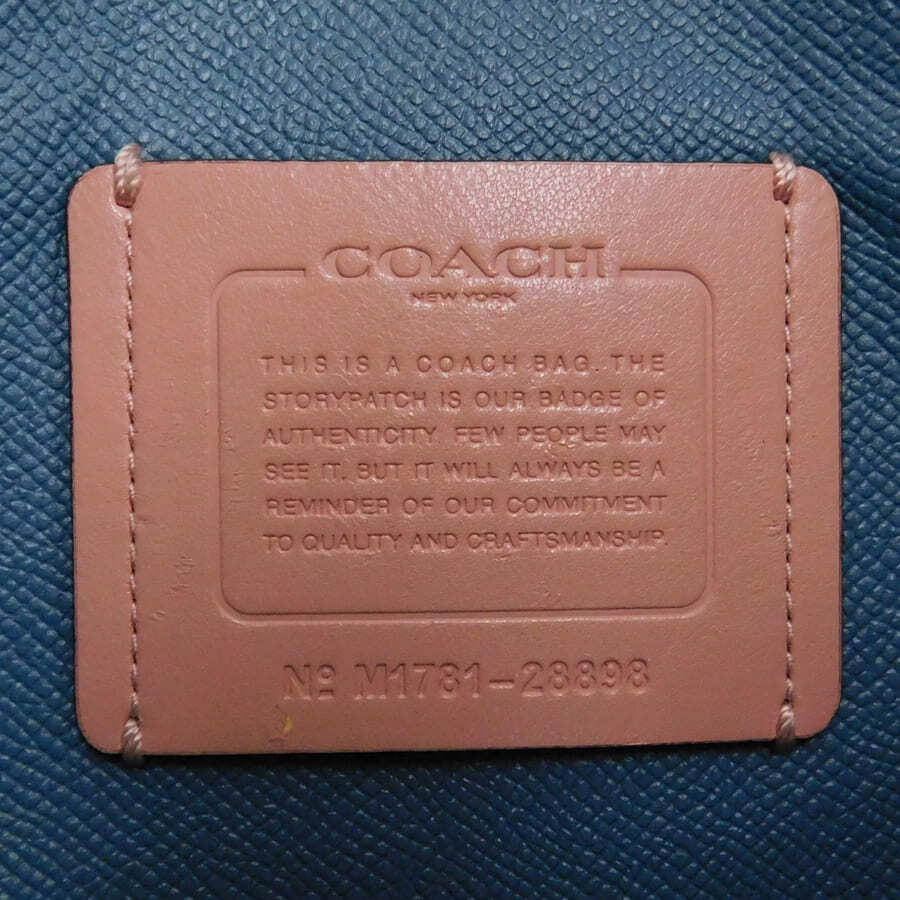 COACH
NEW YORK
THIS IS A COACH BAG. THE
STORYPATCH IS OUR BADGE OF
AUTHENTICITY. FEW PEOPLE MAY
SEE IT, BUT IT WILL ALWAYS BE A
REMINDER OF OUR COMMITMENT
TO QUALITY AND CRAFTSMANSHIP.
Nº M1781-28898